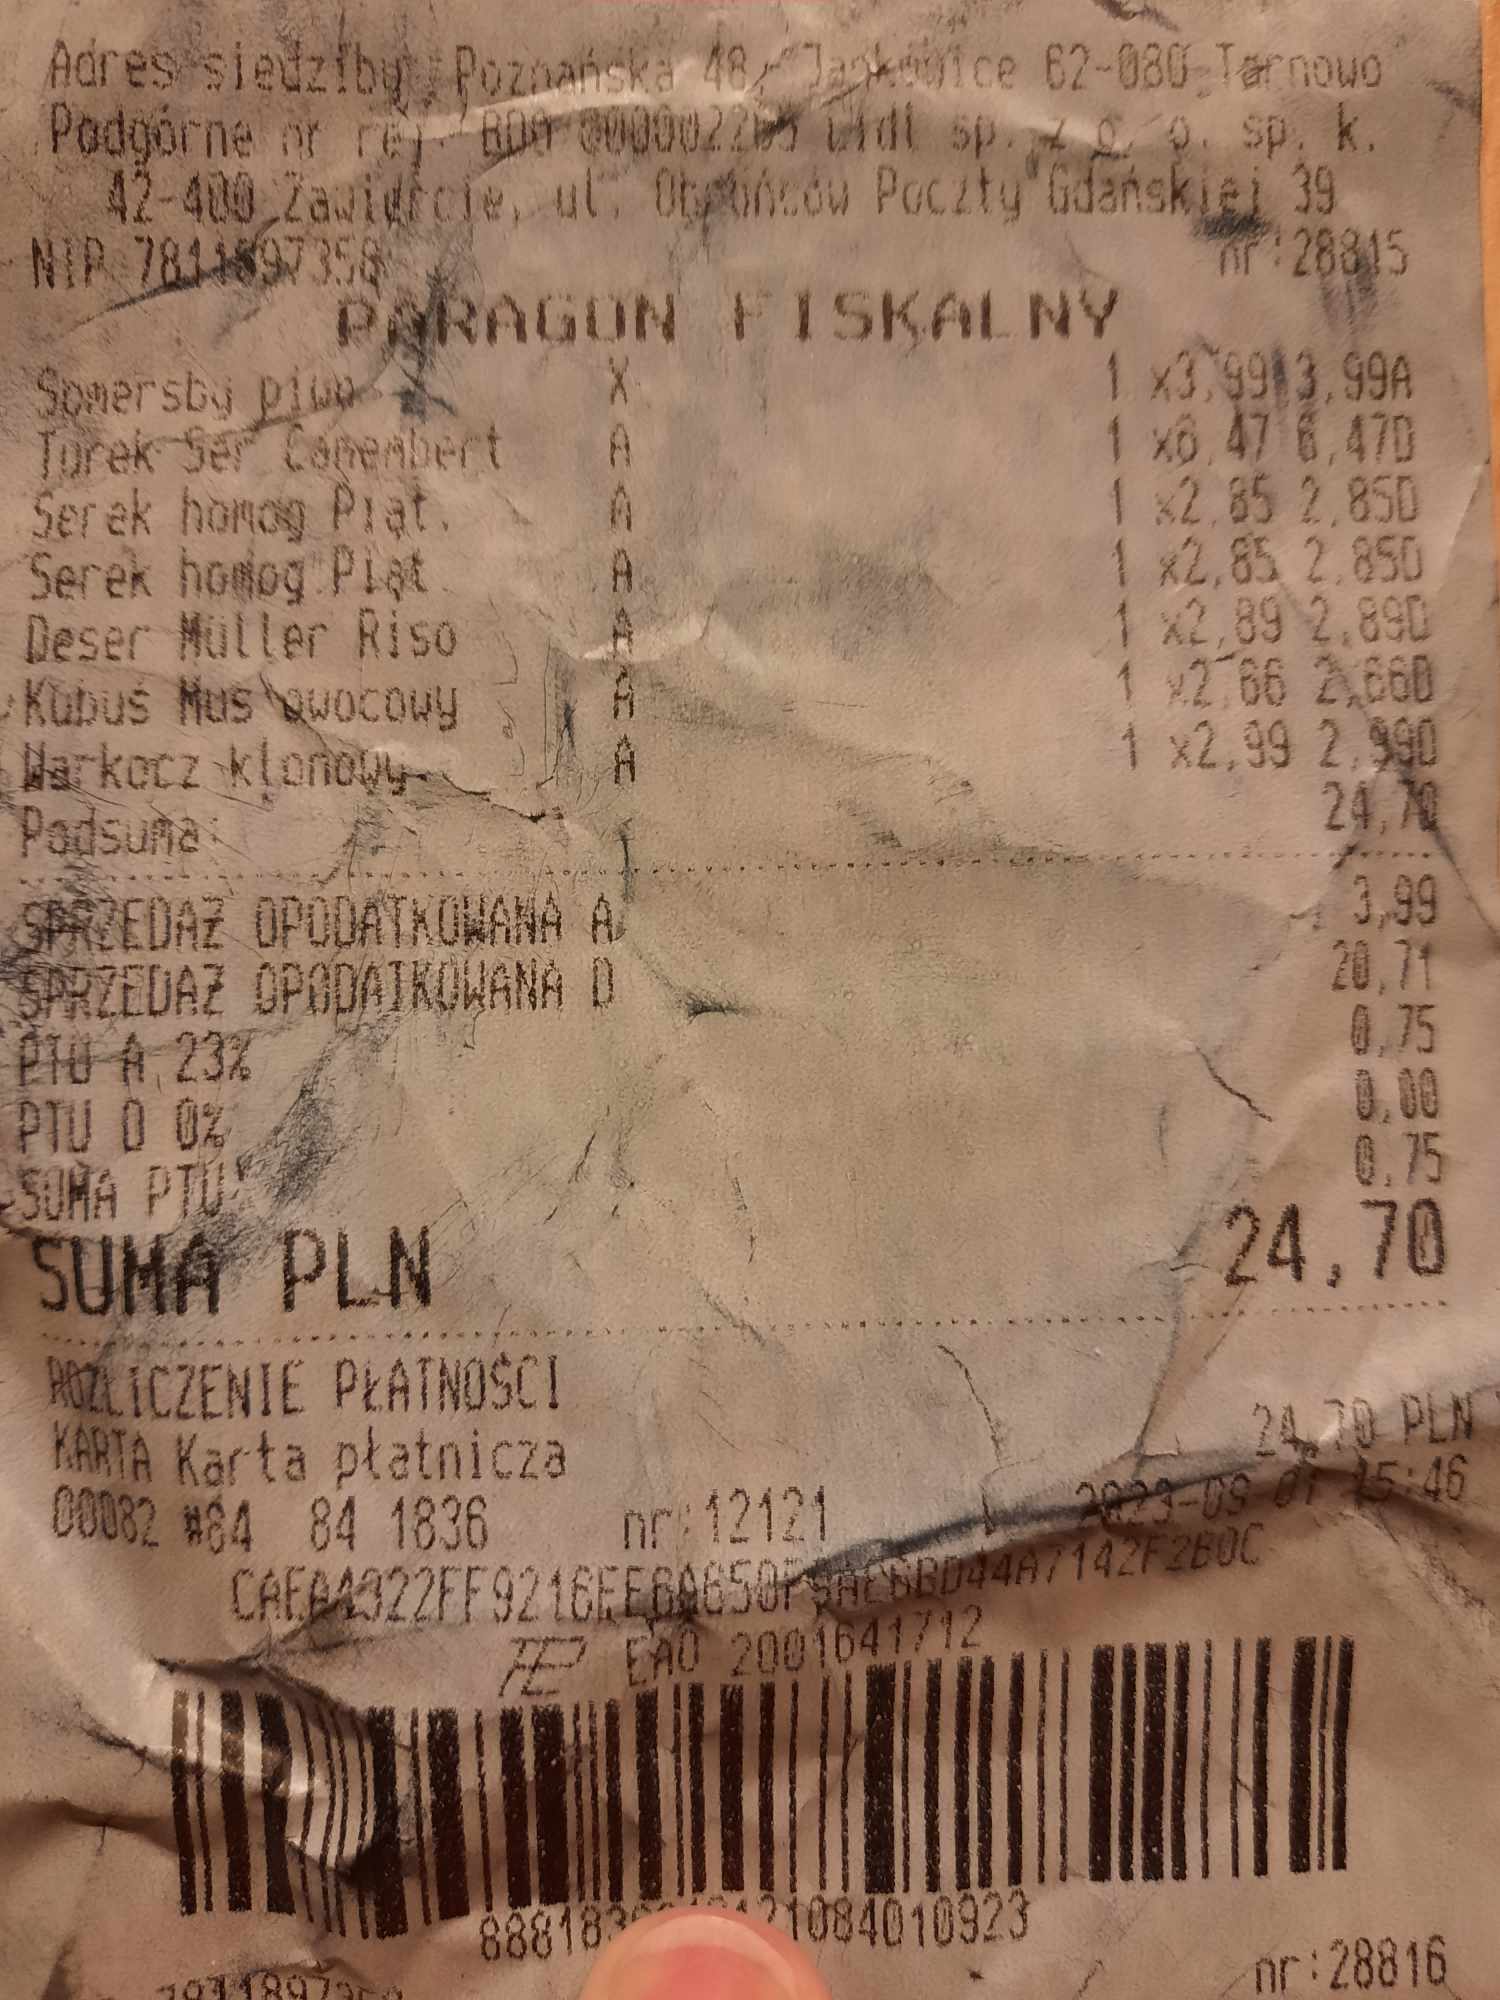 Adres siedziby Poznańska 48, Jankowice 62-080 Tarnowo
Podgórne nr rej. BDO 000002265 Lidl sp. z o. o. sp. k.
42-400 Zawiercie, ul. Obrońców Poczty Gdańskiej 39
NIP 7811897358 nr:28815
PARAGON FISKALNY
Somersby piwo X 1 x3,99 3,99A
Turek Ser Camembert A 1 x6,47 6,47D
Serek homog Piąt. A 1 x2,85 2,85D
Serek homog Piąt. A 1 x2,85 2,85D
Deser Müller Riso A 1 x2,89 2,89D
Kubuś Mus owocowy A 1 x2,66 2,66D
Warkocz klonowy A 1 x2,99 2,99D
Podsuma: 24,70
SPRZEDAŻ OPODATKOWANA A 3,99
SPRZEDAŻ OPODATKOWANA D 20,71
PTU A 23% 0,75
PTU D 0% 0,00
SUMA PTU 0,75
SUMA PLN 24,70
ROZLICZENIE PŁATNOŚCI
KARTA Karta płatnicza 24,70 PLN
00082 #84 84 1836 nr:12121 2023-09-01 15:46
EAO 2001641712
1084010923
nr:28816